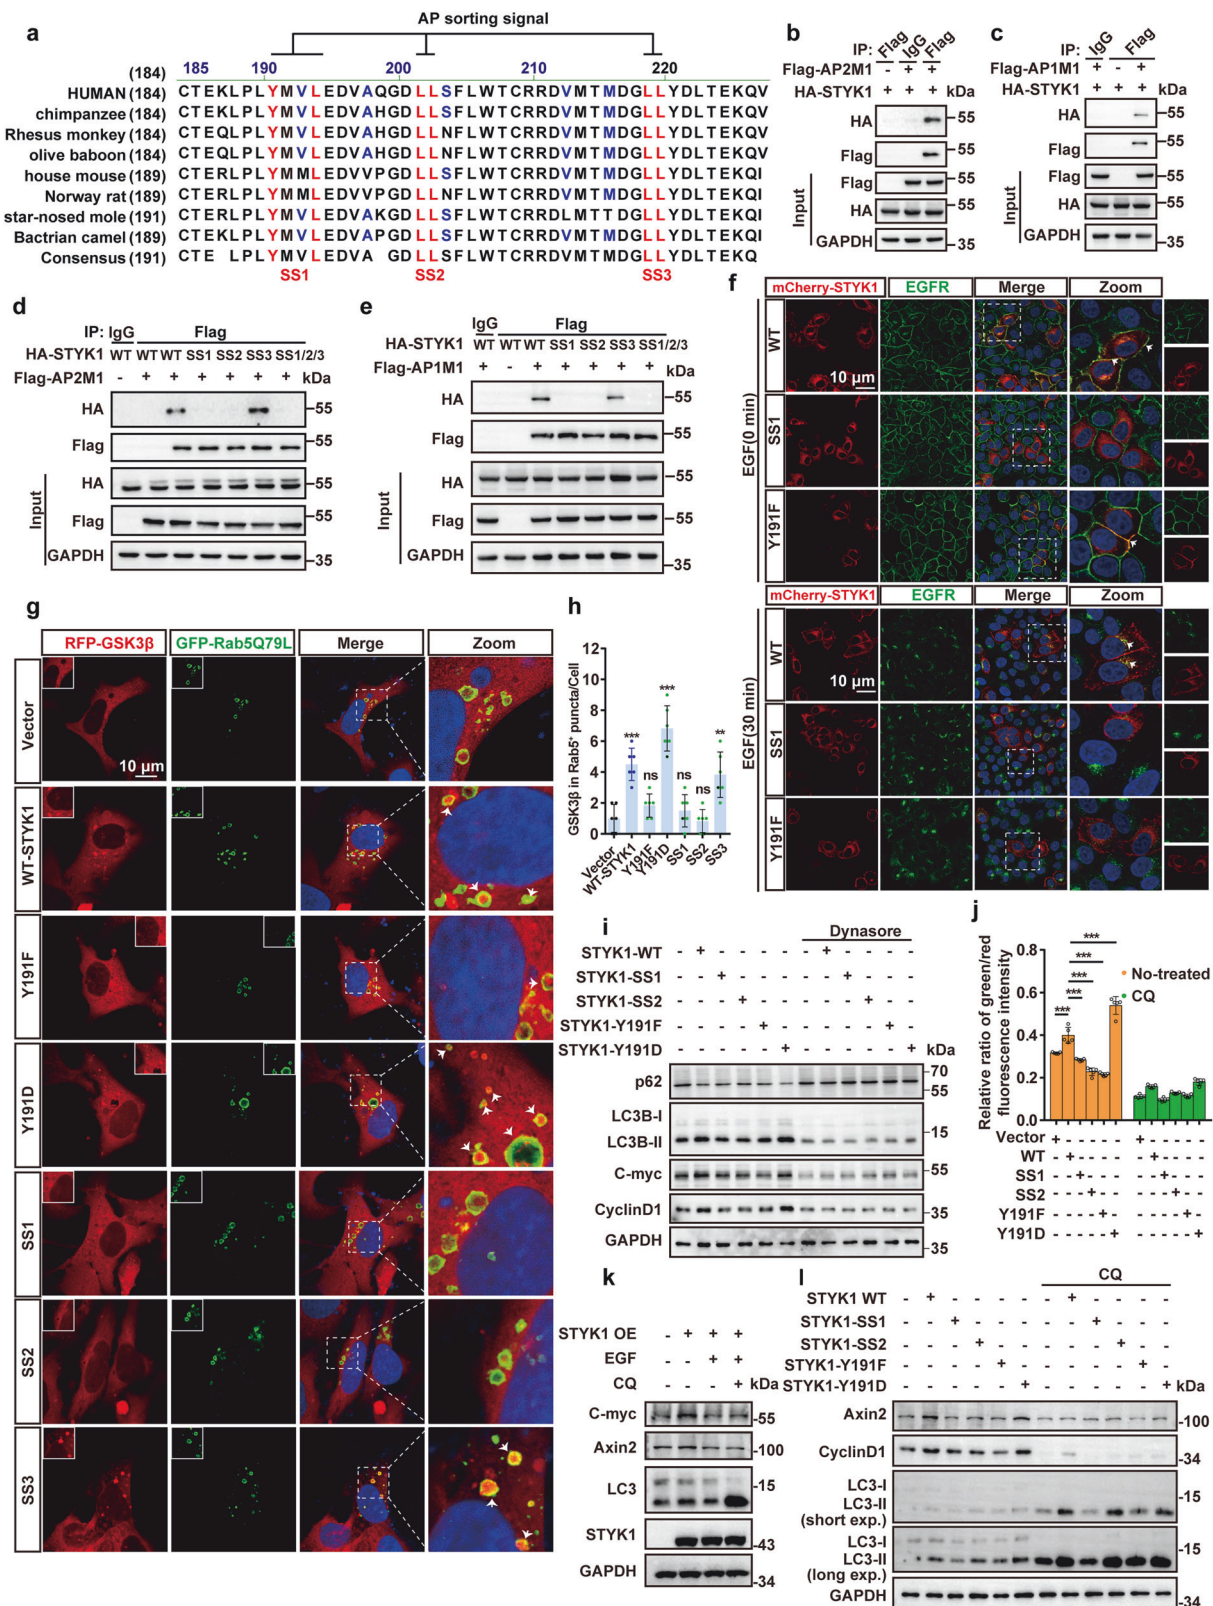 a
AP sorting signal
(184) 185 190 200 210 220
HUMAN (184) CTEKLPLYMVLEDVAQGDLLSFLWTCRRDVMTMDGLLYDLTEKQV
chimpanzee (184) CTEKLPLYMVLEDVAHGDLLSFLWTCRRDVMTMDGLLYDLTEKQV
Rhesus monkey (184) CTEQLPLYMVLEDVAHGDLLNFLWTCRRDVMTMDGLLYDLTEKQV
olive baboon (184) CTEQLPLYMVLEDVAHGDLLNFLWTCRRDVMTMDGLLYDLTEKQV
house mouse (189) CTERLPLYMMLEDVVPGDLLSFLWTCRRDVMTMDGLLYDLTEKQI
Norway rat (189) CTERLPLYMMLEDVVPGDLLNFLWTCRRDVMTMDGLLYDLTEKQI
star-nosed mole (191) CTERLPLYMVLEDVAKGDLLSFLWTCRRDLMTTDGLLYDLTEKQI
Bactrian camel (189) CTEKLPLYMVLEDVAPGDLLSFLWTCRRDVMTMDGLLYDLTEKQI
Consensus (191) CTE LPLYMVLEDVA GDLLSFLWTCRRDVMTMDGLLYDLTEKQ
SS1 SS2 SS3
b
IP: Flag IgG Flag
Flag-AP2M1 - + +
HA-STYK1 + + + kDa
HA 55
Flag 55
Input
Flag 55
HA 55
GAPDH 35
c
IP: IgG Flag
Flag-AP1M1 + - +
HA-STYK1 + + + kDa
HA 55
Flag 55
Input
Flag 55
HA 55
GAPDH 35
d
IP: IgG Flag
HA-STYK1 WT WT WT SS1 SS2 SS3 SS1/2/3
Flag-AP2M1 - + + + + + + kDa
HA 55
Flag 55
Input
HA 55
Flag 55
GAPDH 35
e
IgG
IP: Flag
HA-STYK1 WT WT WT SS1 SS2 SS3 SS1/2/3
Flag-AP1M1 + - + + + + + kDa
HA 55
Flag 55
Input
HA 55
Flag 55
GAPDH 35
f
mCherry-STYK1 EGFR Merge Zoom
EGF(0 min)
WT
10 μm
SS1
Y191F
mCherry-STYK1 EGFR Merge Zoom
EGF(30 min)
WT
10 μm
SS1
Y191F
g
RFP-GSK3β GFP-Rab5Q79L Merge Zoom
Vector
10 μm
WT-STYK1
Y191F
Y191D
SS1
SS2
SS3
h
GSK3β in Rab5+ puncta/Cell
12
10
8
6
4
2
0
*** ns *** ns ns **
Vector WT-STYK1 Y191F Y191D SS1 SS2 SS3
i
Dynasore
STYK1-WT - + - - - - - + - - - -
STYK1-SS1 - - + - - - - - + - - -
STYK1-SS2 - - - + - - - - - + - -
STYK1-Y191F - - - - + - - - - - + -
STYK1-Y191D - - - - - + - - - - - + kDa
p62 70 55
LC3B-I
LC3B-II 15
C-myc 55
CyclinD1 35
GAPDH 35
j
Relative ratio of green/red fluorescence intensity
0.8
0.6
0.4
0.2
0.0
***
***
***
***
***
No-treated
CQ
Vector + - - - - - + - - - - -
WT - + - - - - - + - - - -
SS1 - - + - - - - - + - - -
SS2 - - - + - - - - - + - -
Y191F - - - - + - - - - - + -
Y191D - - - - - + - - - - - +
k
STYK1 OE - + + +
EGF - - + +
CQ - - - + kDa
C-myc -55
Axin2 -100
LC3 -15
STYK1 -43
GAPDH -34
l
CQ
STYK1 WT - + - - - - - + - - - -
STYK1-SS1 - - + - - - - - + - - -
STYK1-SS2 - - - + - - - - - + - -
STYK1-Y191F - - - - + - - - - - + -
STYK1-Y191D - - - - - + - - - - - + kDa
Axin2 -100
CyclinD1 -34
LC3-I
LC3-II -15
(short exp.)
LC3-I
LC3-II -15
(long exp.)
GAPDH -34